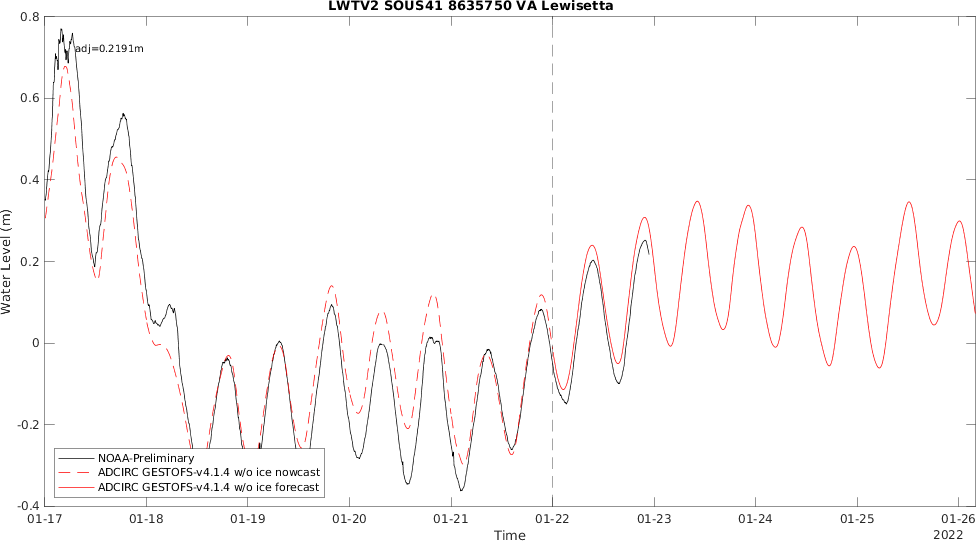 LWTV2 SOUS41 8635750 VA Lewisetta
adj=0.2191m
0.8
0.6
0.4
0.2
0
-0.2
-0.4
Water Level (m)
NOAA-Preliminary
ADCIRC GESTOFS-v4.1.4 w/o ice nowcast
ADCIRC GESTOFS-v4.1.4 w/o ice forecast
01-17 01-18 01-19 01-20 01-21 01-22 01-23 01-24 01-25 01-26
Time
2022